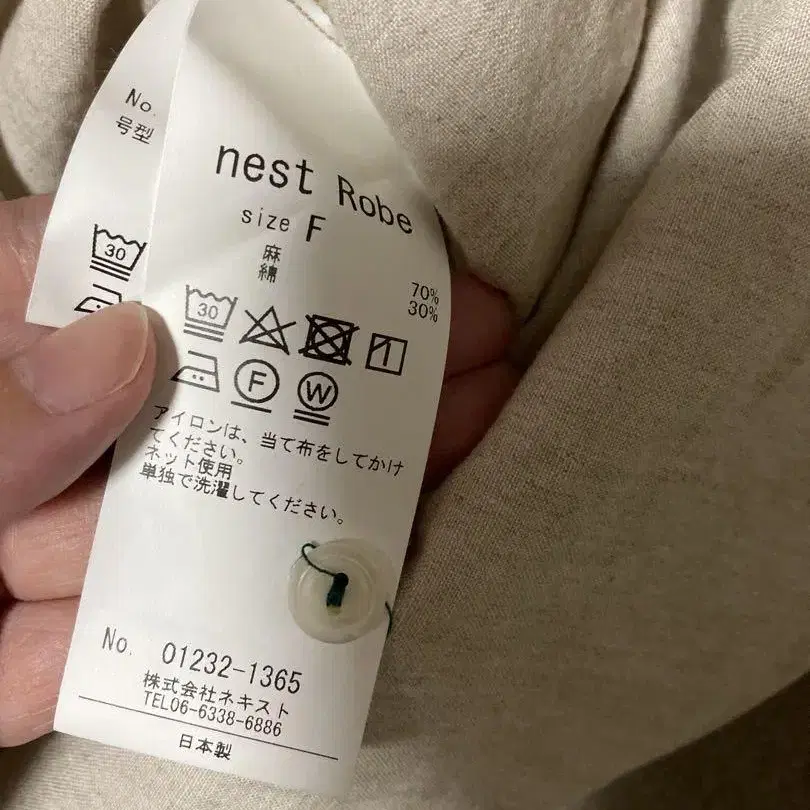 No.
号型
30
nest Robe
size F
麻 70%
綿 30%
30
F W
アイロンは、当て布をしてかけ
てください。
ネット使用
単独で洗濯してください。
No. 01232-1365
株式会社ネキスト
TEL06-6338-6886
日本製